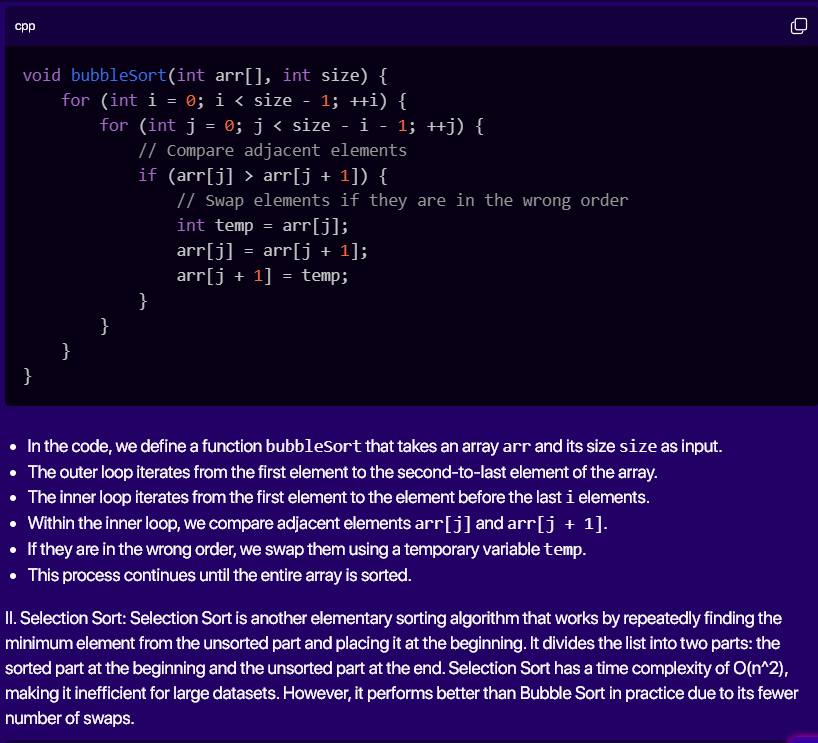 cpp
void bubbleSort(int arr[], int size) {
    for (int i = 0; i < size - 1; ++i) {
        for (int j = 0; j < size - i - 1; ++j) {
            // Compare adjacent elements
            if (arr[j] > arr[j + 1]) {
                // Swap elements if they are in the wrong order
                int temp = arr[j];
                arr[j] = arr[j + 1];
                arr[j + 1] = temp;
            }
        }
    }
}
• In the code, we define a function bubbleSort that takes an array arr and its size size as input.
• The outer loop iterates from the first element to the second-to-last element of the array.
• The inner loop iterates from the first element to the element before the last i elements.
• Within the inner loop, we compare adjacent elements arr[j] and arr[j + 1].
• If they are in the wrong order, we swap them using a temporary variable temp.
• This process continues until the entire array is sorted.
II. Selection Sort: Selection Sort is another elementary sorting algorithm that works by repeatedly finding the
minimum element from the unsorted part and placing it at the beginning. It divides the list into two parts: the
sorted part at the beginning and the unsorted part at the end. Selection Sort has a time complexity of O(n^2),
making it inefficient for large datasets. However, it performs better than Bubble Sort in practice due to its fewer
number of swaps.